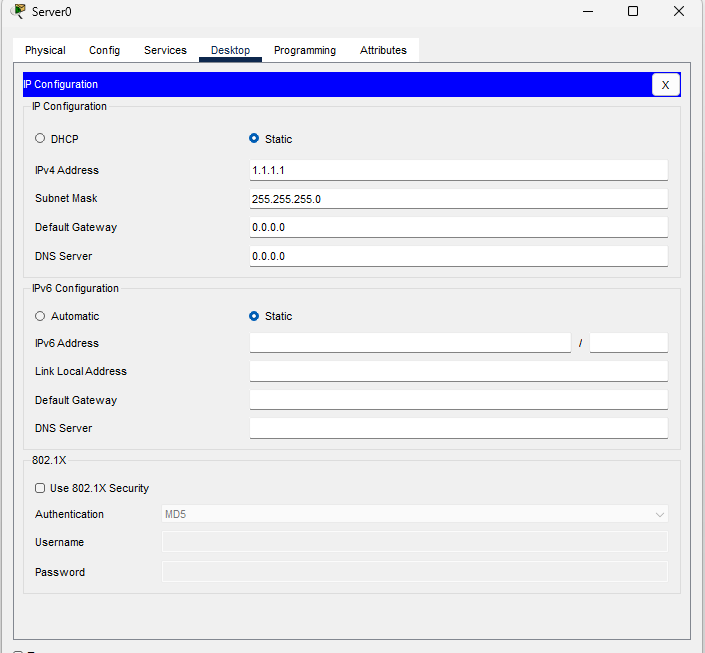 Server0
Physical Config Services Desktop Programming Attributes
IP Configuration X
IP Configuration
DHCP Static
IPv4 Address 1.1.1.1
Subnet Mask 255.255.255.0
Default Gateway 0.0.0.0
DNS Server 0.0.0.0
IPv6 Configuration
Automatic Static
IPv6 Address /
Link Local Address
Default Gateway
DNS Server
802.1X
Use 802.1X Security
Authentication MD5
Username
Password